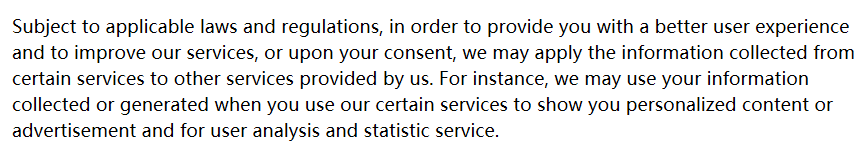 Subject to applicable laws and regulations, in order to provide you with a better user experience
and to improve our services, or upon your consent, we may apply the information collected from
certain services to other services provided by us. For instance, we may use your information
collected or generated when you use our certain services to show you personalized content or
advertisement and for user analysis and statistic service.